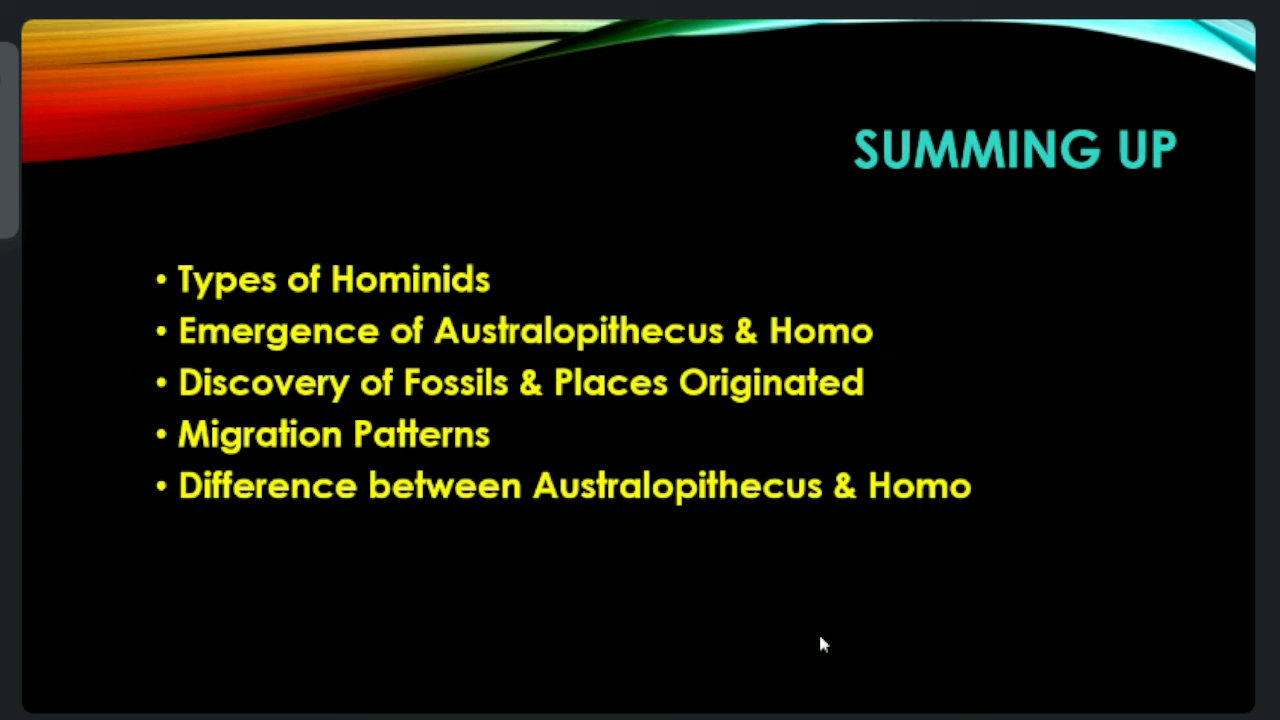 SUMMING UP
• Types of Hominids
• Emergence of Australopithecus & Homo
• Discovery of Fossils & Places Originated
• Migration Patterns
• Difference between Australopithecus & Homo